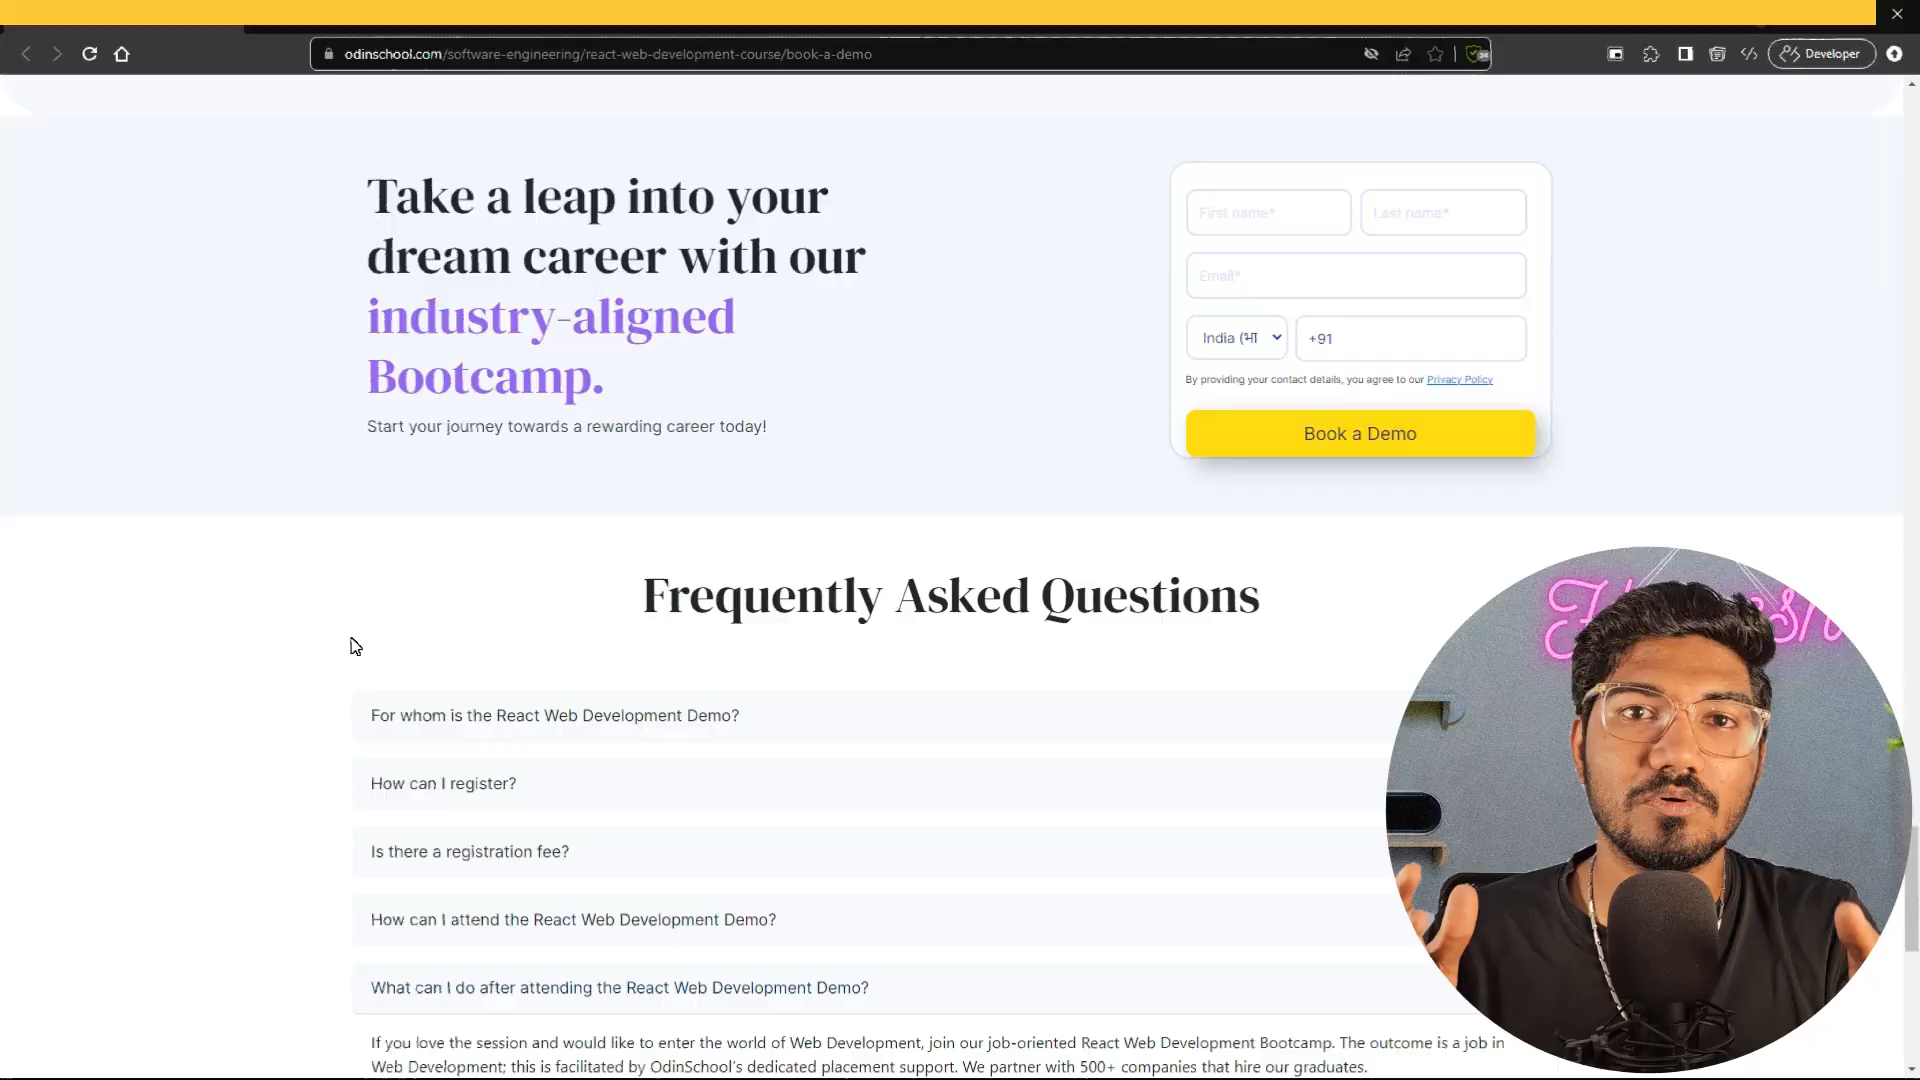 odinschool.com/software-engineering/react-web-development-course/book-a-demo
Developer
Take a leap into your
dream career with our
industry-aligned
Bootcamp.
Start your journey towards a rewarding career today!
First name*
Last name*
Email*
India (भा
+91
By providing your contact details, you agree to our Privacy Policy
Book a Demo
Frequently Asked Questions
For whom is the React Web Development Demo?
How can I register?
Is there a registration fee?
How can I attend the React Web Development Demo?
What can I do after attending the React Web Development Demo?
If you love the session and would like to enter the world of Web Development, join our job-oriented React Web Development Bootcamp. The outcome is a job in
Web Development; this is facilitated by OdinSchool's dedicated placement support. We partner with 500+ companies that hire our graduates.